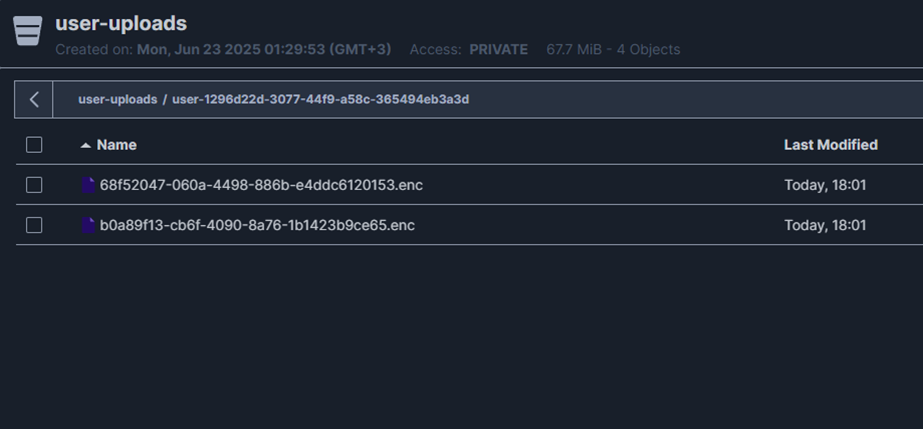 user-uploads
Created on: Mon, Jun 23 2025 01:29:53 (GMT+3) Access: PRIVATE 67.7 MiB - 4 Objects
user-uploads / user-1296d22d-3077-44f9-a58c-365494eb3a3d
Name Last Modified
68f52047-060a-4498-886b-e4ddc6120153.enc Today, 18:01
b0a89f13-cb6f-4090-8a76-1b1423b9ce65.enc Today, 18:01